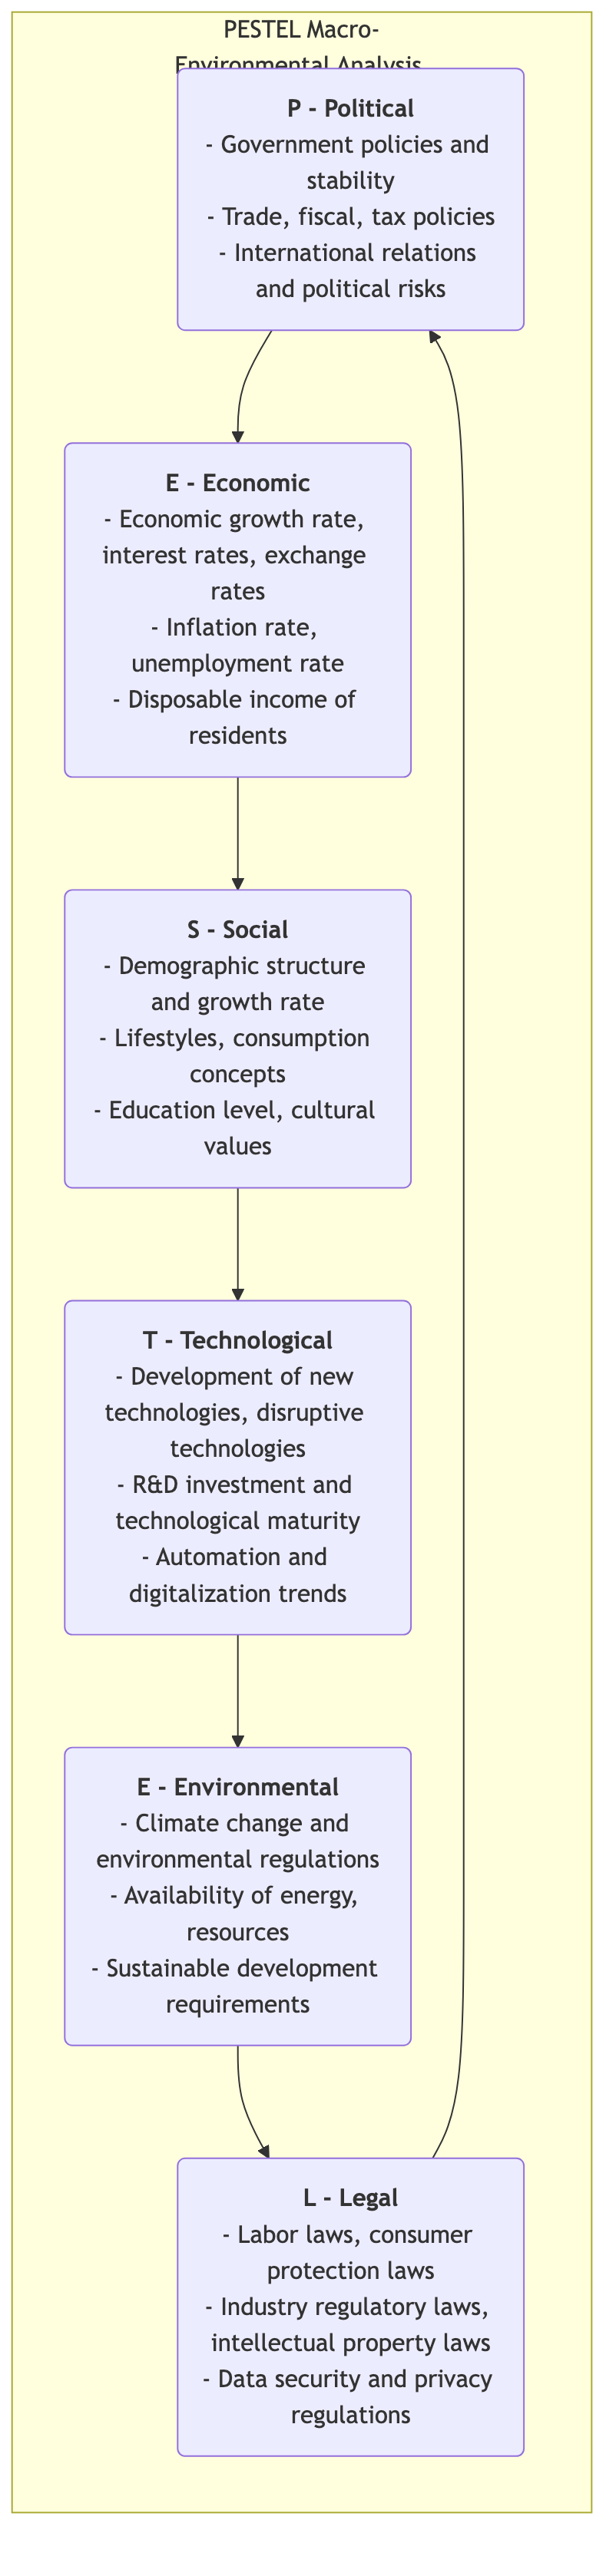 PESTEL Macro-
Environmental Analysis
P - Political
- Government policies and
stability
- Trade, fiscal, tax policies
- International relations
and political risks
E - Economic
- Economic growth rate,
interest rates, exchange
rates
- Inflation rate,
unemployment rate
- Disposable income of
residents
S - Social
- Demographic structure
and growth rate
- Lifestyles, consumption
concepts
- Education level, cultural
values
T - Technological
- Development of new
technologies, disruptive
technologies
- R&D investment and
technological maturity
- Automation and
digitalization trends
E - Environmental
- Climate change and
environmental regulations
- Availability of energy,
resources
- Sustainable development
requirements
L - Legal
- Labor laws, consumer
protection laws
- Industry regulatory laws,
intellectual property laws
- Data security and privacy
regulations